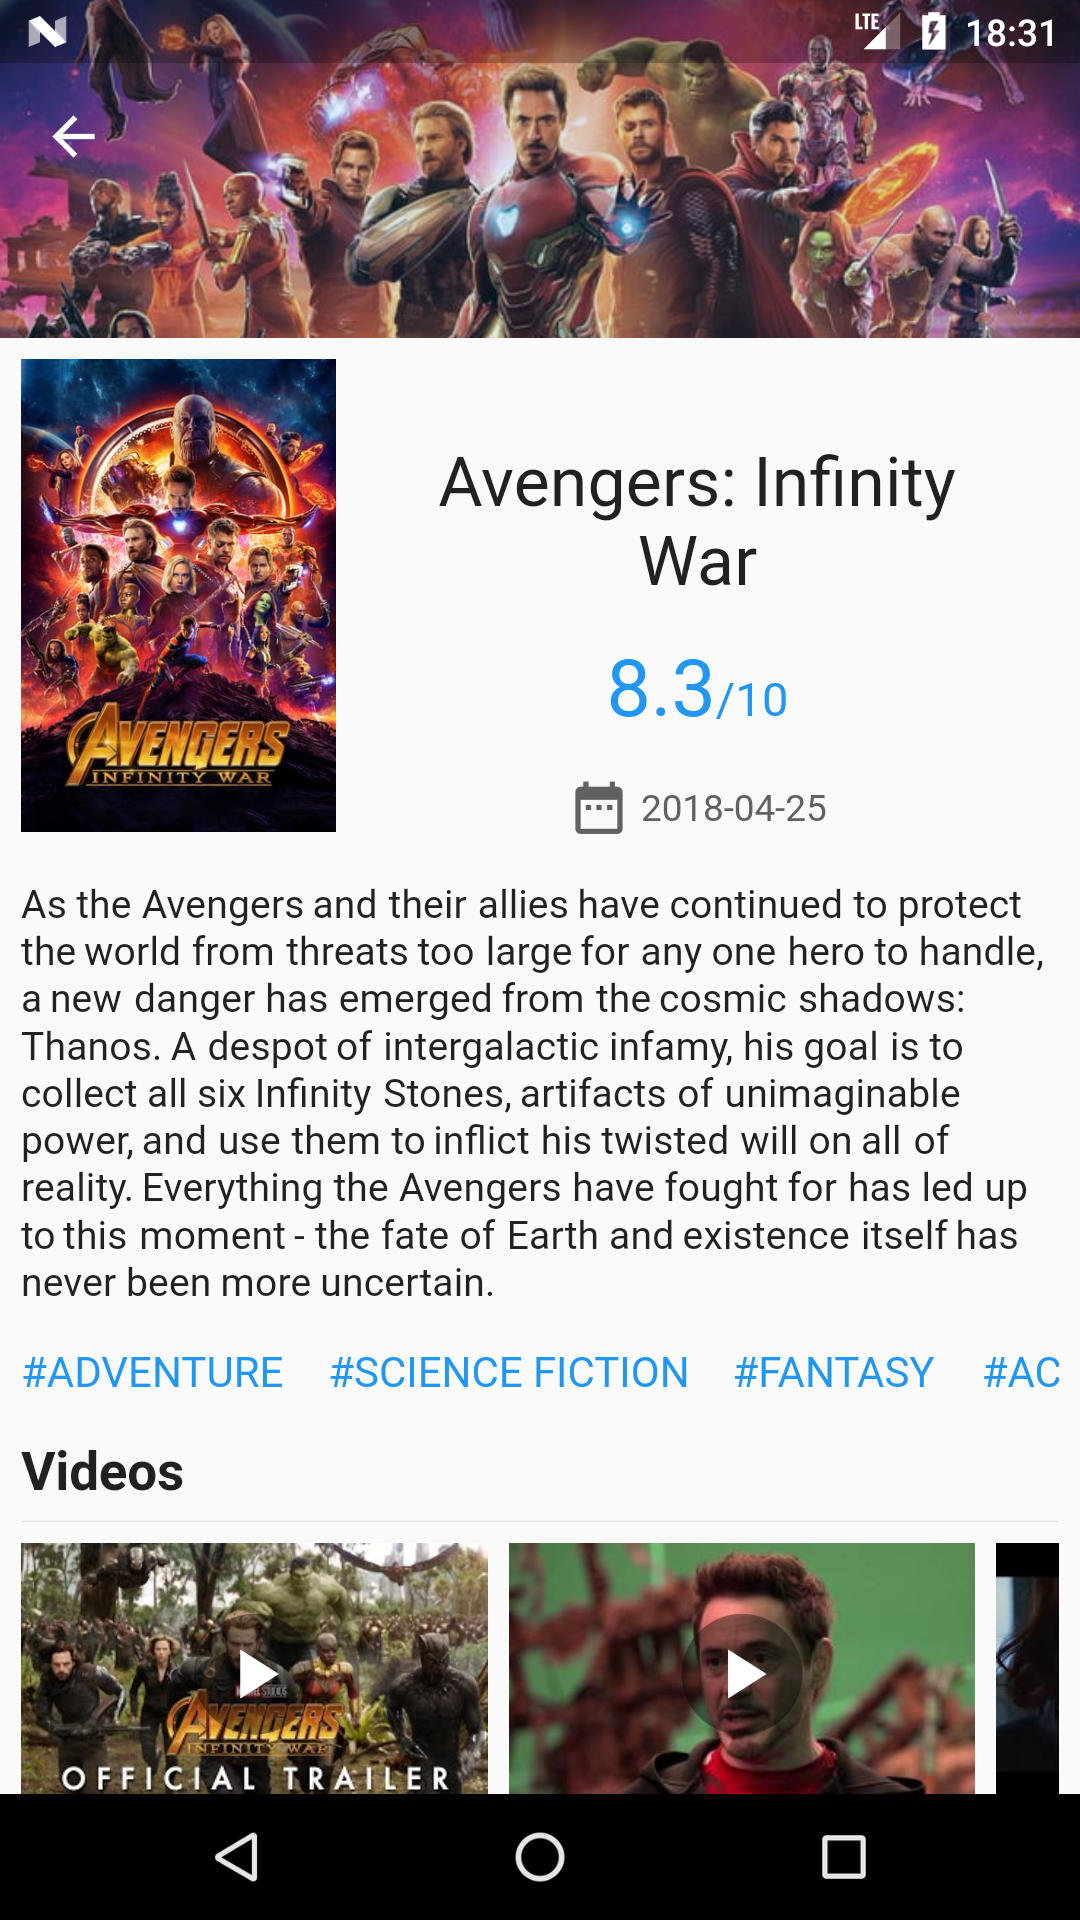 LTE 18:31
Avengers: Infinity
War
8.3/10
2018-04-25
AVENGERS
INFINITY WAR
As the Avengers and their allies have continued to protect
the world from threats too large for any one hero to handle,
a new danger has emerged from the cosmic shadows:
Thanos. A despot of intergalactic infamy, his goal is to
collect all six Infinity Stones, artifacts of unimaginable
power, and use them to inflict his twisted will on all of
reality. Everything the Avengers have fought for has led up
to this moment - the fate of Earth and existence itself has
never been more uncertain.
#ADVENTURE #SCIENCE FICTION #FANTASY #AC
Videos
AVENGERS
INFINITY WAR
OFFICIAL TRAILER